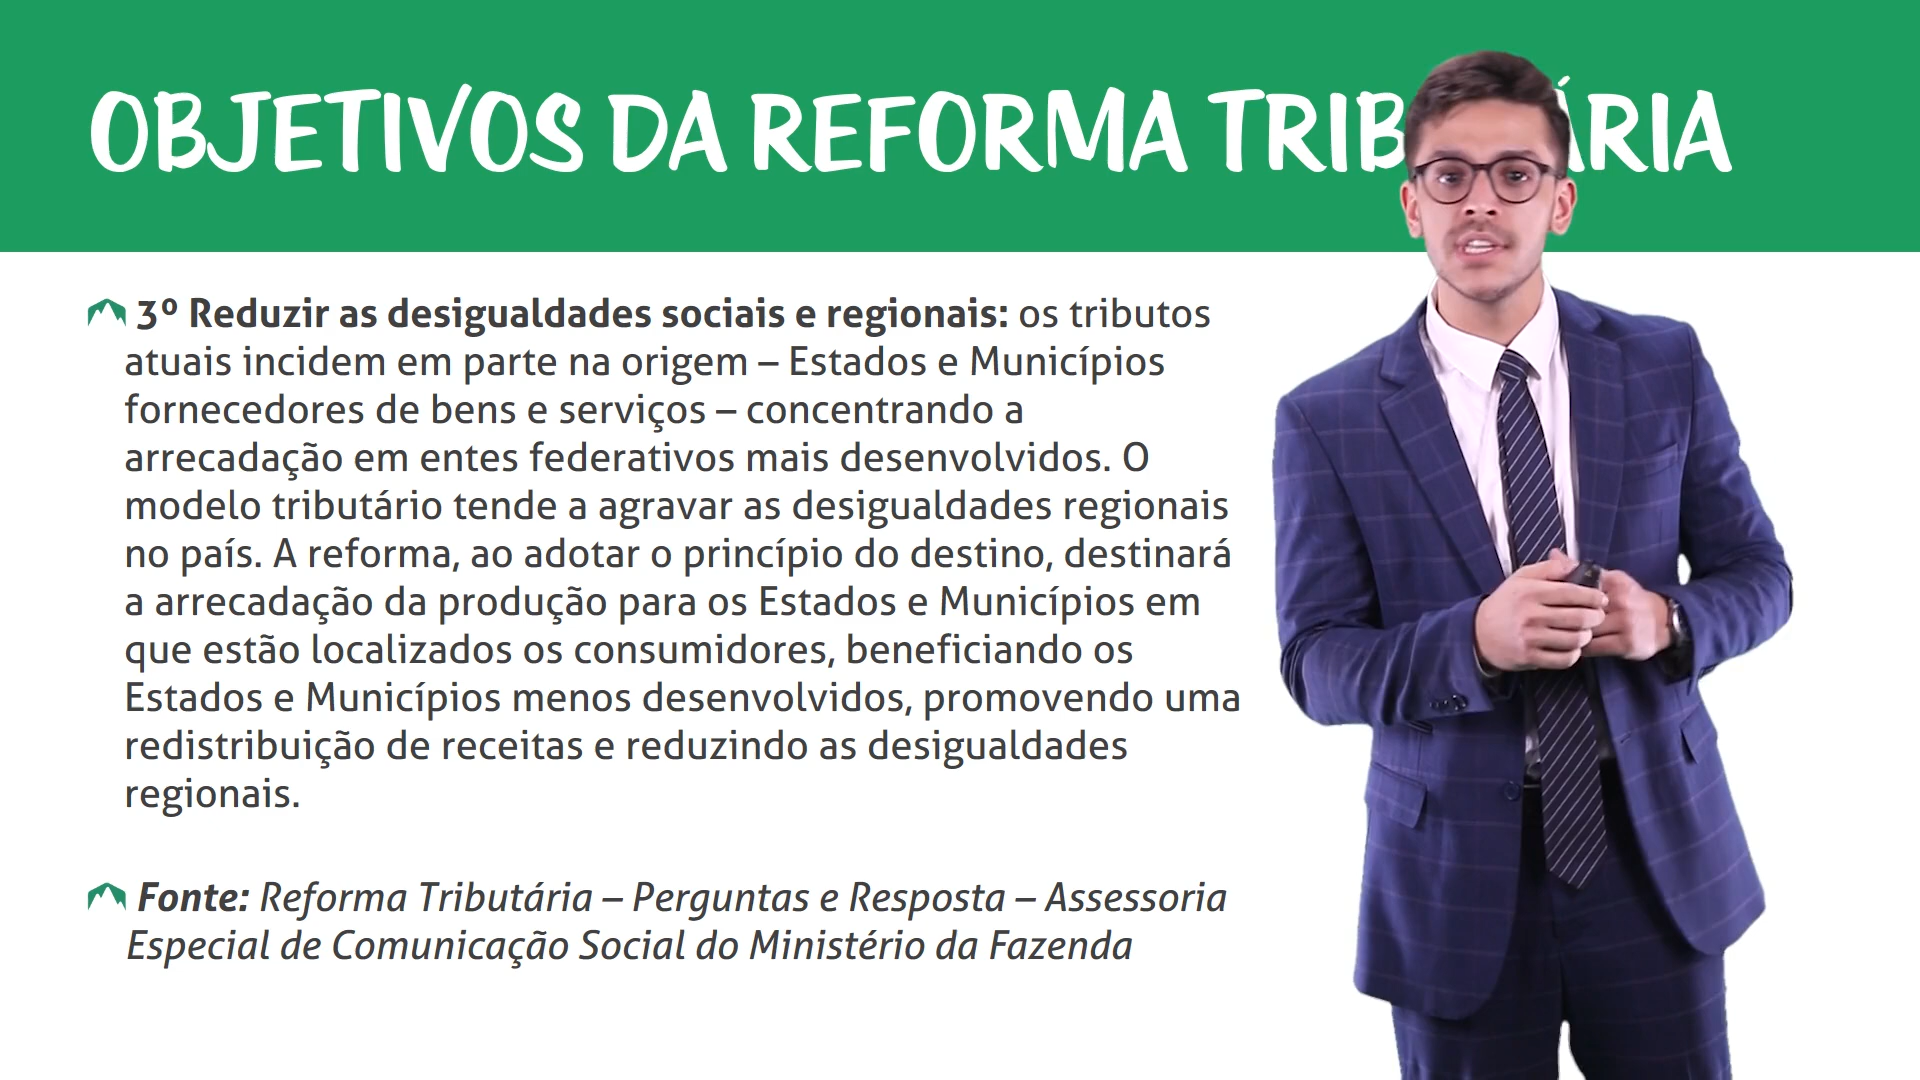 OBJETIVOS DA REFORMA
3º Reduzir as desigualdades sociais e regionais: os tributos
atuais incidem em parte na origem – Estados e Municípios
fornecedores de bens e serviços – concentrando a
arrecadação em entes federativos mais desenvolvidos. O
modelo tributário tende a agravar as desigualdades regionais
no país. A reforma, ao adotar o princípio do destino, destinará
a arrecadação da produção para os Estados e Municípios em
que estão localizados os consumidores, beneficiando os
Estados e Municípios menos desenvolvidos, promovendo uma
redistribuição de receitas e reduzindo as desigualdades
regionais.
Fonte: Reforma Tributária – Perguntas e Resposta – Assessoria
Especial de Comunicação Social do Ministério da Fazenda